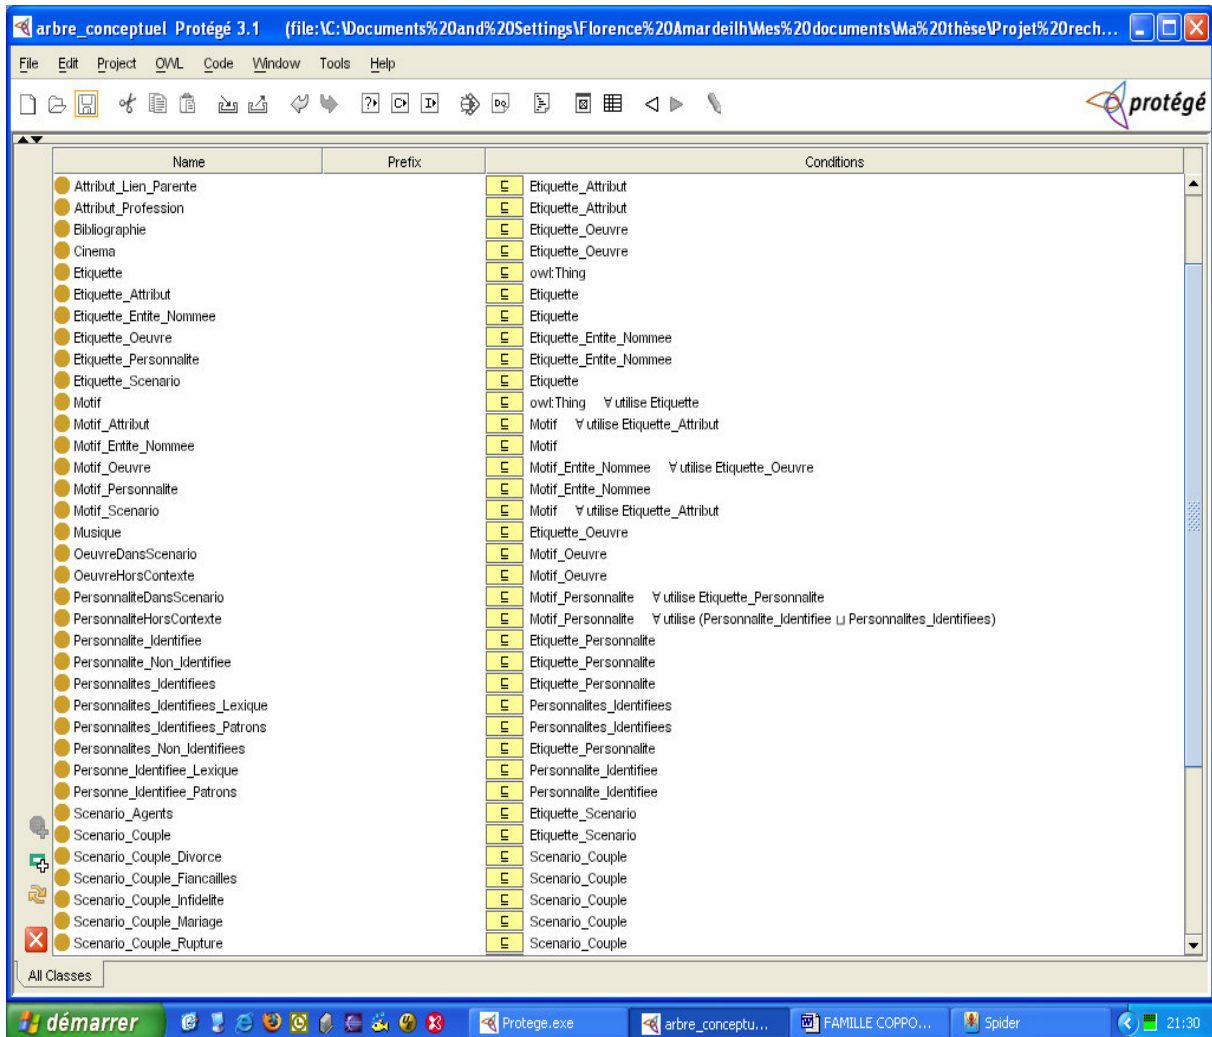 arbre_conceptuel Protégé 3.1 (file:\C:\Documents%20and%20Settings\Florence%20Amardeilh\Mes%20documents\Ma%20thèse\Projet%20rech...
File Edit Project OWL Code Window Tools Help
protégé
Name Prefix Conditions
Attribut_Lien_Parente ⊑ Etiquette_Attribut
Attribut_Profession ⊑ Etiquette_Attribut
Bibliographie ⊑ Etiquette_Oeuvre
Cinema ⊑ Etiquette_Oeuvre
Etiquette ⊑ owl:Thing
Etiquette_Attribut ⊑ Etiquette
Etiquette_Entite_Nommee ⊑ Etiquette
Etiquette_Oeuvre ⊑ Etiquette_Entite_Nommee
Etiquette_Personnalite ⊑ Etiquette_Entite_Nommee
Etiquette_Scenario ⊑ Etiquette
Motif ⊑ owl:Thing ∀ utilise Etiquette
Motif_Attribut ⊑ Motif ∀ utilise Etiquette_Attribut
Motif_Entite_Nommee ⊑ Motif
Motif_Oeuvre ⊑ Motif_Entite_Nommee ∀ utilise Etiquette_Oeuvre
Motif_Personnalite ⊑ Motif_Entite_Nommee
Motif_Scenario ⊑ Motif ∀ utilise Etiquette_Attribut
Musique ⊑ Etiquette_Oeuvre
OeuvreDansScenario ⊑ Motif_Oeuvre
OeuvreHorsContexte ⊑ Motif_Oeuvre
PersonnaliteDansScenario ⊑ Motif_Personnalite ∀ utilise Etiquette_Personnalite
PersonnaliteHorsContexte ⊑ Motif_Personnalite ∀ utilise (Personnalite_Identifiee ⊔ Personnalites_Identifiees)
Personnalite_Identifiee ⊑ Etiquette_Personnalite
Personnalite_Non_Identifiee ⊑ Etiquette_Personnalite
Personnalites_Identifiees ⊑ Etiquette_Personnalite
Personnalites_Identifiees_Lexique ⊑ Personnalites_Identifiees
Personnalites_Identifiees_Patrons ⊑ Personnalites_Identifiees
Personnalites_Non_Identifiees ⊑ Etiquette_Personnalite
Personne_Identifiee_Lexique ⊑ Personnalite_Identifiee
Personne_Identifiee_Patrons ⊑ Personnalite_Identifiee
Scenario_Agents ⊑ Etiquette_Scenario
Scenario_Couple ⊑ Etiquette_Scenario
Scenario_Couple_Divorce ⊑ Scenario_Couple
Scenario_Couple_Fiancailles ⊑ Scenario_Couple
Scenario_Couple_Infidelite ⊑ Scenario_Couple
Scenario_Couple_Mariage ⊑ Scenario_Couple
Scenario_Couple_Rupture ⊑ Scenario_Couple
All Classes
démarrer Protege.exe arbre_conceptu... FAMILLE COPPO... Spider 21:30